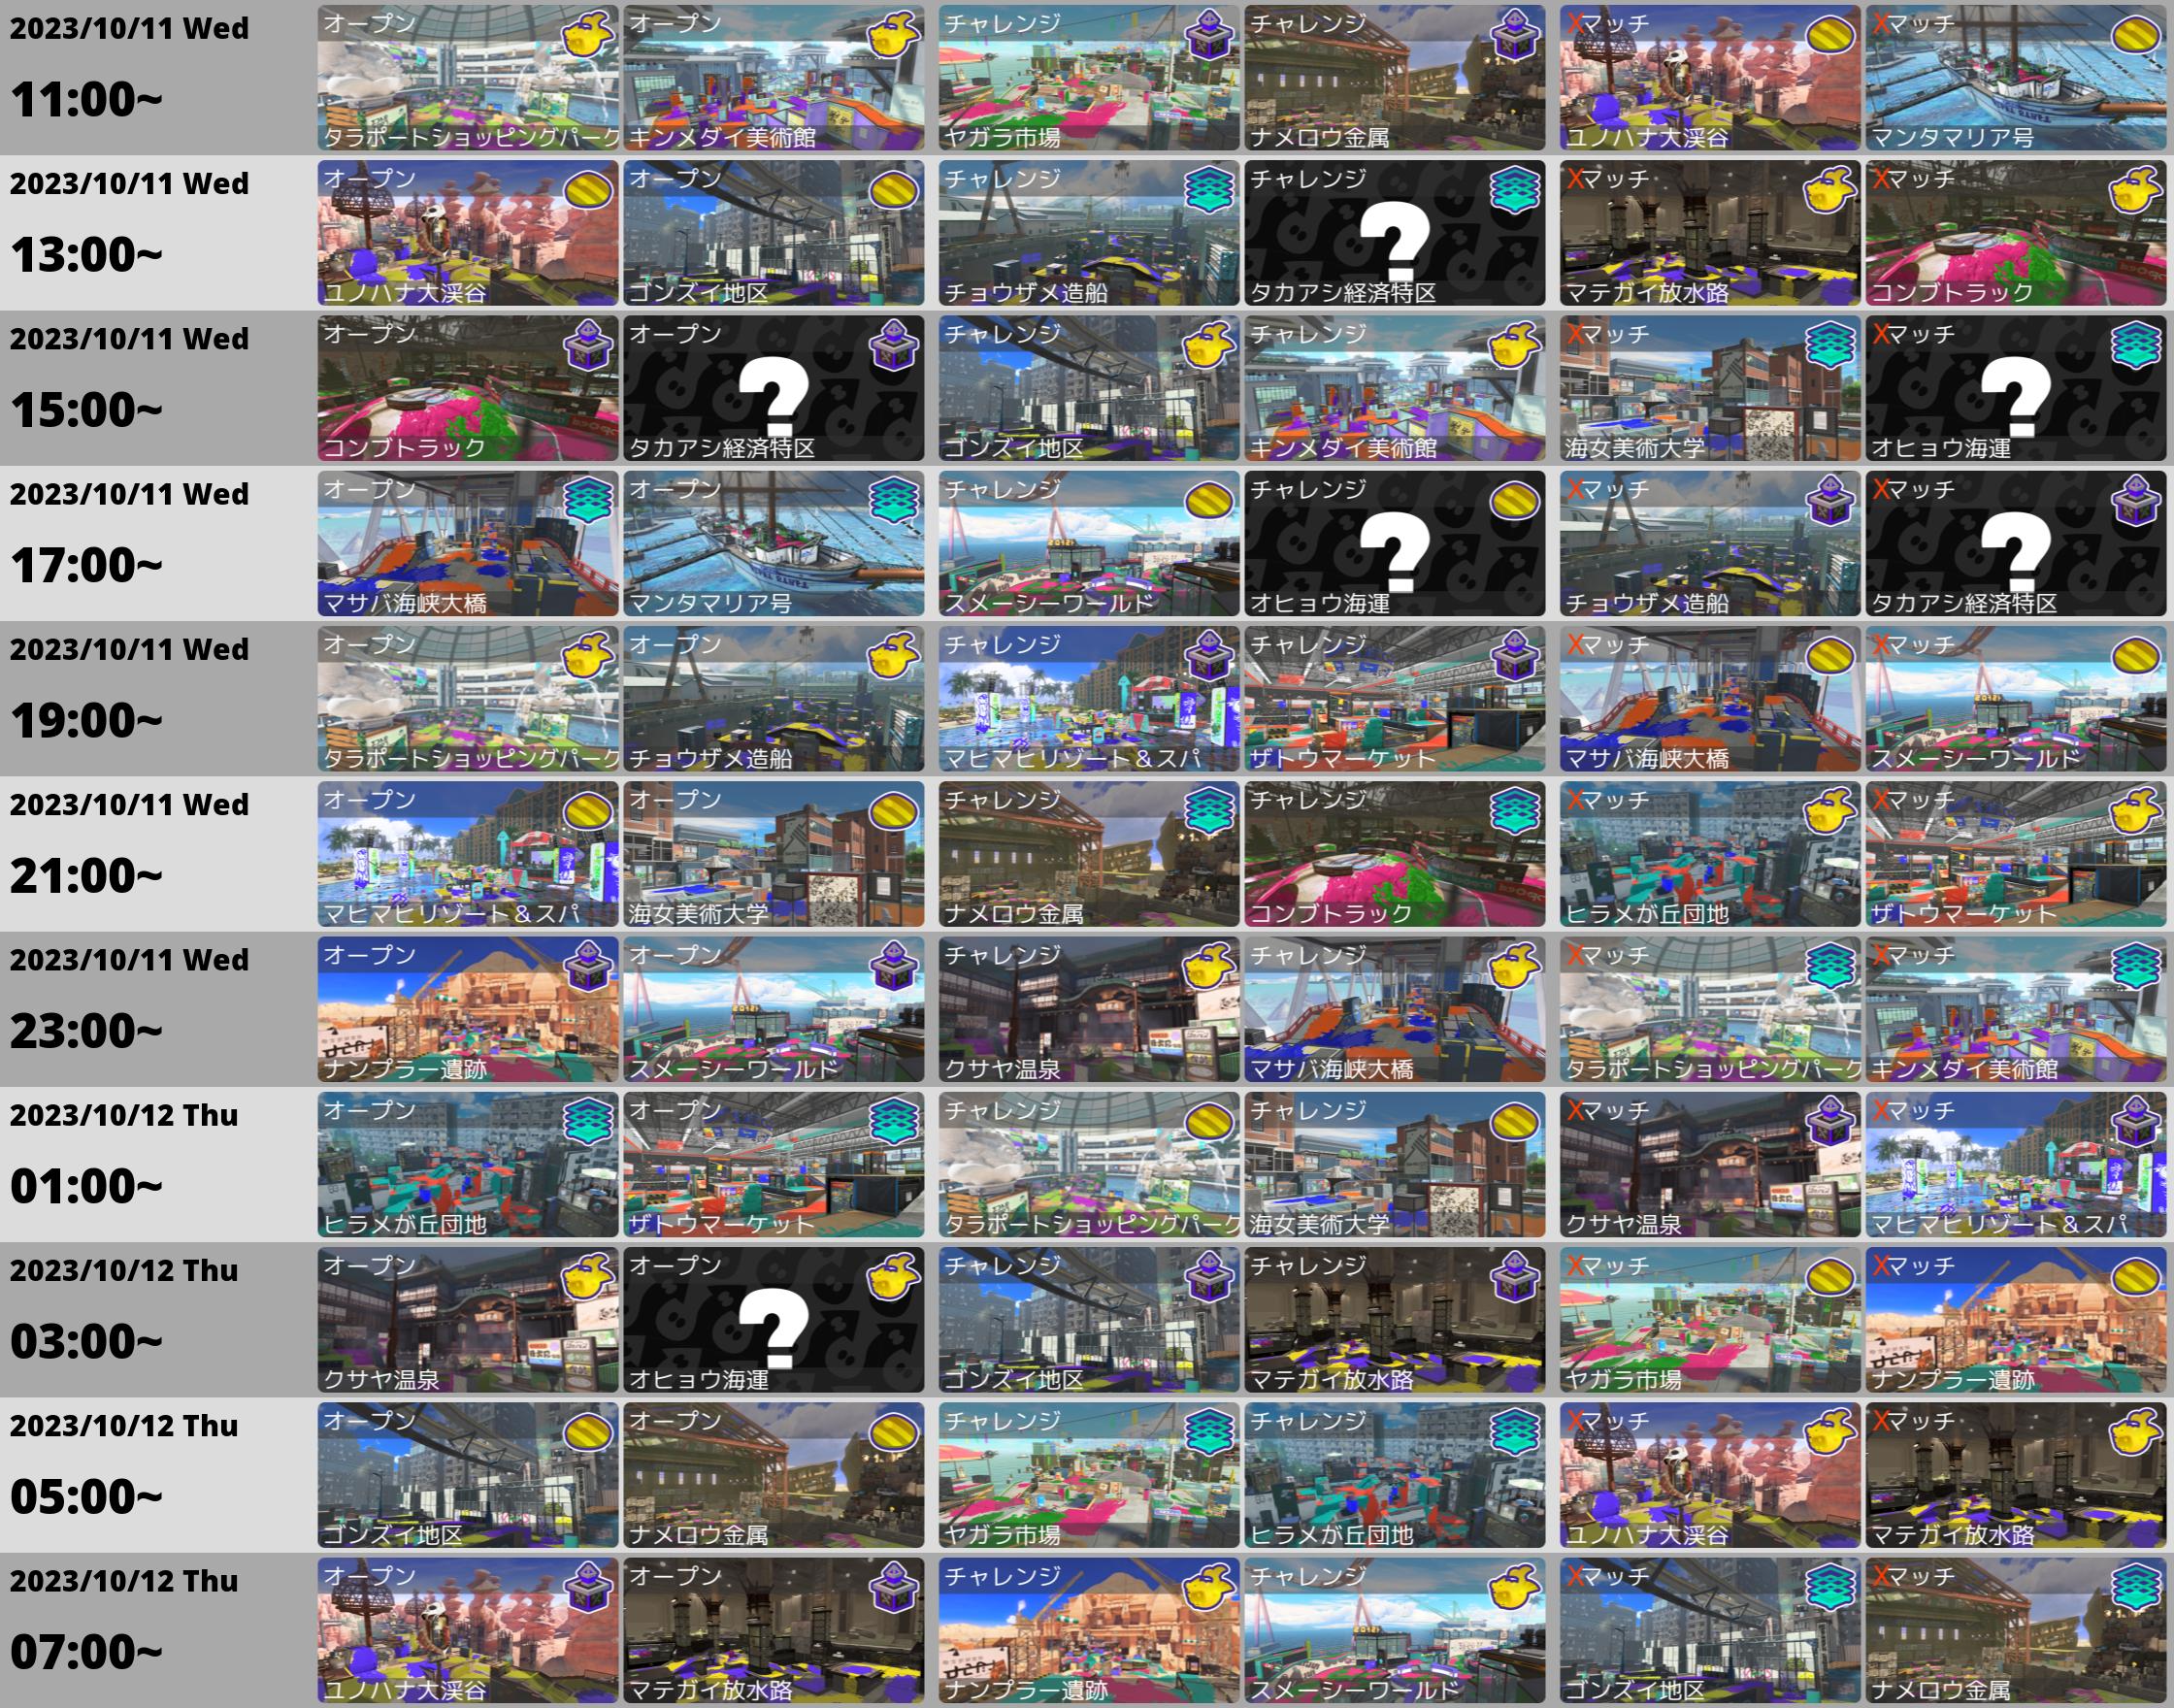 2023/10/11 Wed
11:00~
オープン オープン チャレンジ チャレンジ Xマッチ Xマッチ
タラポートショッピングパーク キンメダイ美術館 ヤガラ市場 ナメロウ金属 ユノハナ大渓谷 マンタマリア号
2023/10/11 Wed
13:00~
オープン オープン チャレンジ チャレンジ Xマッチ Xマッチ
?
ユノハナ大渓谷 ゴンズイ地区 チョウザメ造船 タカアシ経済特区 マテガイ放水路 コンブトラック
2023/10/11 Wed
15:00~
オープン オープン チャレンジ チャレンジ Xマッチ Xマッチ
? ?
コンブトラック タカアシ経済特区 ゴンズイ地区 キンメダイ美術館 海女美術大学 オヒョウ海運
2023/10/11 Wed
17:00~
オープン オープン チャレンジ チャレンジ Xマッチ Xマッチ
? ?
マサバ海峡大橋 マンタマリア号 スメーシーワールド オヒョウ海運 チョウザメ造船 タカアシ経済特区
2023/10/11 Wed
19:00~
オープン オープン チャレンジ チャレンジ Xマッチ Xマッチ
タラポートショッピングパーク チョウザメ造船 マヒマヒリゾート&スパ ザトウマーケット マサバ海峡大橋 スメーシーワールド
2023/10/11 Wed
21:00~
オープン オープン チャレンジ チャレンジ Xマッチ Xマッチ
マヒマヒリゾート&スパ 海女美術大学 ナメロウ金属 コンブトラック ヒラメが丘団地 ザトウマーケット
2023/10/11 Wed
23:00~
オープン オープン チャレンジ チャレンジ Xマッチ Xマッチ
ナンプラー遺跡 スメーシーワールド クサヤ温泉 マサバ海峡大橋 タラポートショッピングパーク キンメダイ美術館
2023/10/12 Thu
01:00~
オープン オープン チャレンジ チャレンジ Xマッチ Xマッチ
ヒラメが丘団地 ザトウマーケット タラポートショッピングパーク 海女美術大学 クサヤ温泉 マヒマヒリゾート&スパ
2023/10/12 Thu
03:00~
オープン オープン チャレンジ チャレンジ Xマッチ Xマッチ
?
クサヤ温泉 オヒョウ海運 ゴンズイ地区 マテガイ放水路 ヤガラ市場 ナンプラー遺跡
2023/10/12 Thu
05:00~
オープン オープン チャレンジ チャレンジ Xマッチ Xマッチ
ゴンズイ地区 ナメロウ金属 ヤガラ市場 ヒラメが丘団地 ユノハナ大渓谷 マテガイ放水路
2023/10/12 Thu
07:00~
オープン オープン チャレンジ チャレンジ Xマッチ Xマッチ
ユノハナ大渓谷 マテガイ放水路 ナンプラー遺跡 スメーシーワールド ゴンズイ地区 ナメロウ金属